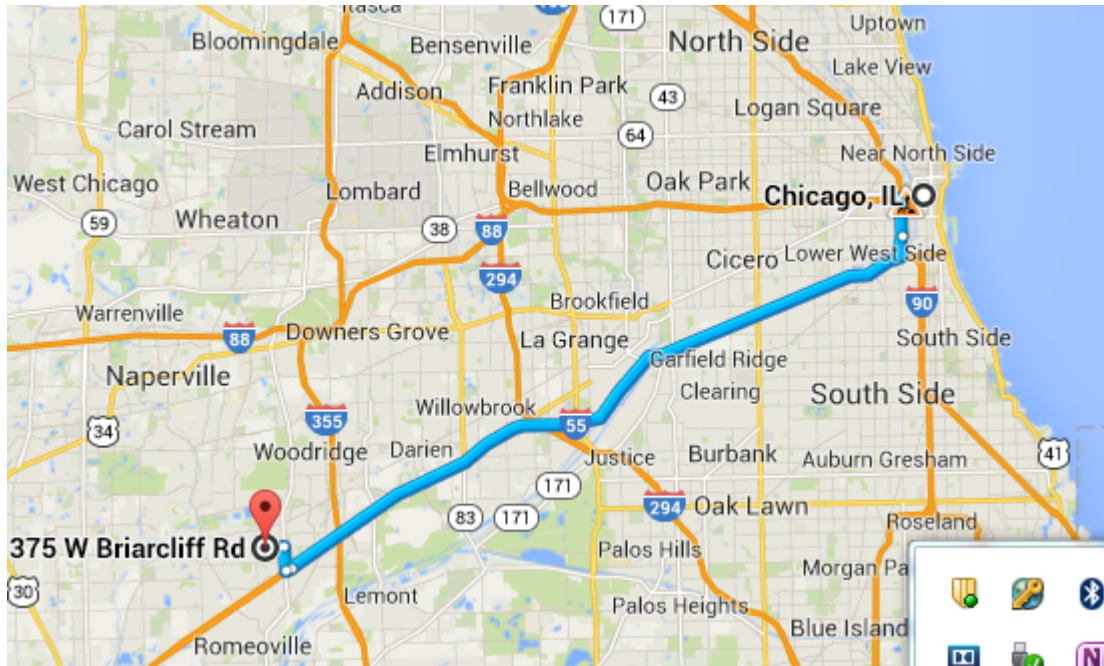 Itasca
171
Uptown
Bloomingdale
Bensenville
North Side
Lake View
Addison
Franklin Park
43
Logan Square
Northlake
Carol Stream
64
Elmhurst
Near North Side
West Chicago
Lombard
Bellwood
Oak Park
Chicago, IL
Wheaton
59
38
88
Cicero
Lower West Side
294
Brookfield
90
Warrenville
88
Downers Grove
La Grange
South Side
Garfield Ridge
Naperville
Clearing
South Side
Willowbrook
355
55
34
Woodridge
Darien
Justice
Burbank
Auburn Gresham
41
171
294
Oak Lawn
83
171
Roseland
375 W Briarcliff Rd
Palos Hills
Morgan Pa
30
Lemont
Palos Heights
Blue Island
Romeoville
N